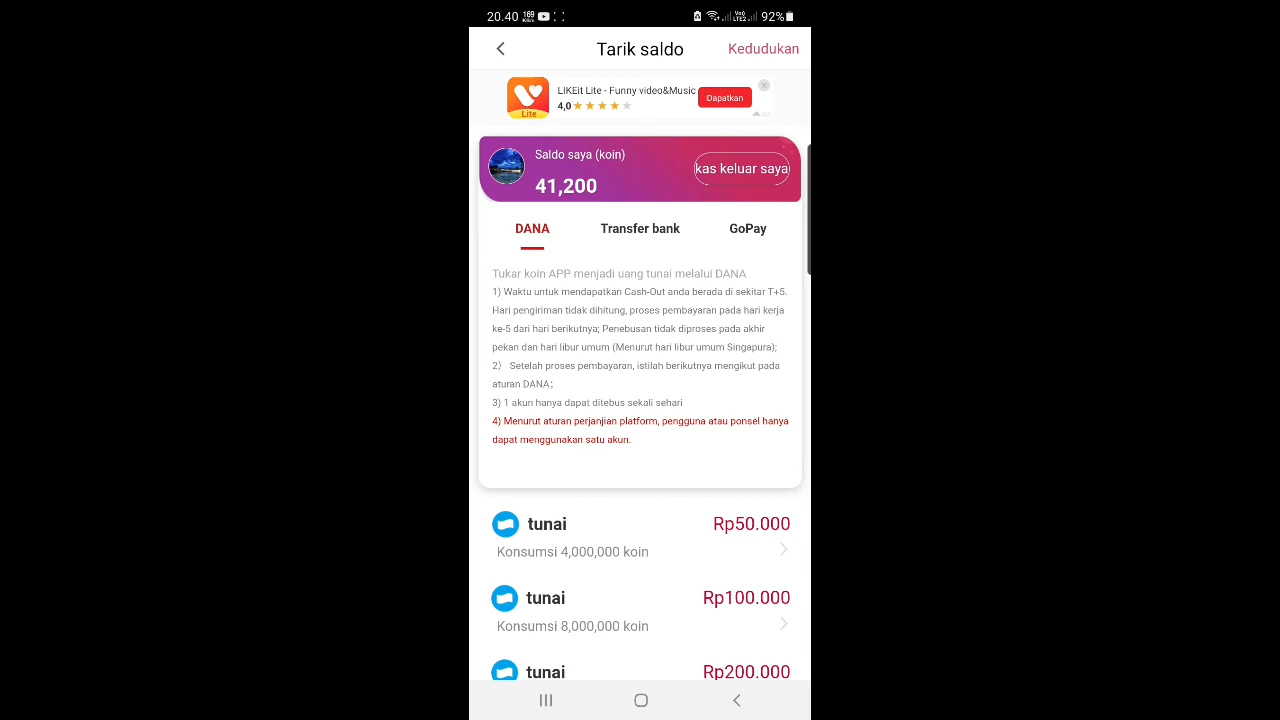 20.40 169 KB/s LTE2 92%
Tarik saldo
Kedudukan
LIKEit Lite - Funny video&Music
4,0
Dapatkan
Lite
Saldo saya (koin)
41,200
kas keluar saya
DANA
Transfer bank
GoPay
Tukar koin APP menjadi uang tunai melalui DANA
1) Waktu untuk mendapatkan Cash-Out anda berada di sekitar T+5.
Hari pengiriman tidak dihitung, proses pembayaran pada hari kerja
ke-5 dari hari berikutnya; Penebusan tidak diproses pada akhir
pekan dan hari libur umum (Menurut hari libur umum Singapura);
2） Setelah proses pembayaran, istilah berikutnya mengikut pada
aturan DANA；
3) 1 akun hanya dapat ditebus sekali sehari
4) Menurut aturan perjanjian platform, pengguna atau ponsel hanya
dapat menggunakan satu akun.
tunai
Rp50.000
Konsumsi 4,000,000 koin
tunai
Rp100.000
Konsumsi 8,000,000 koin
tunai
Rp200.000